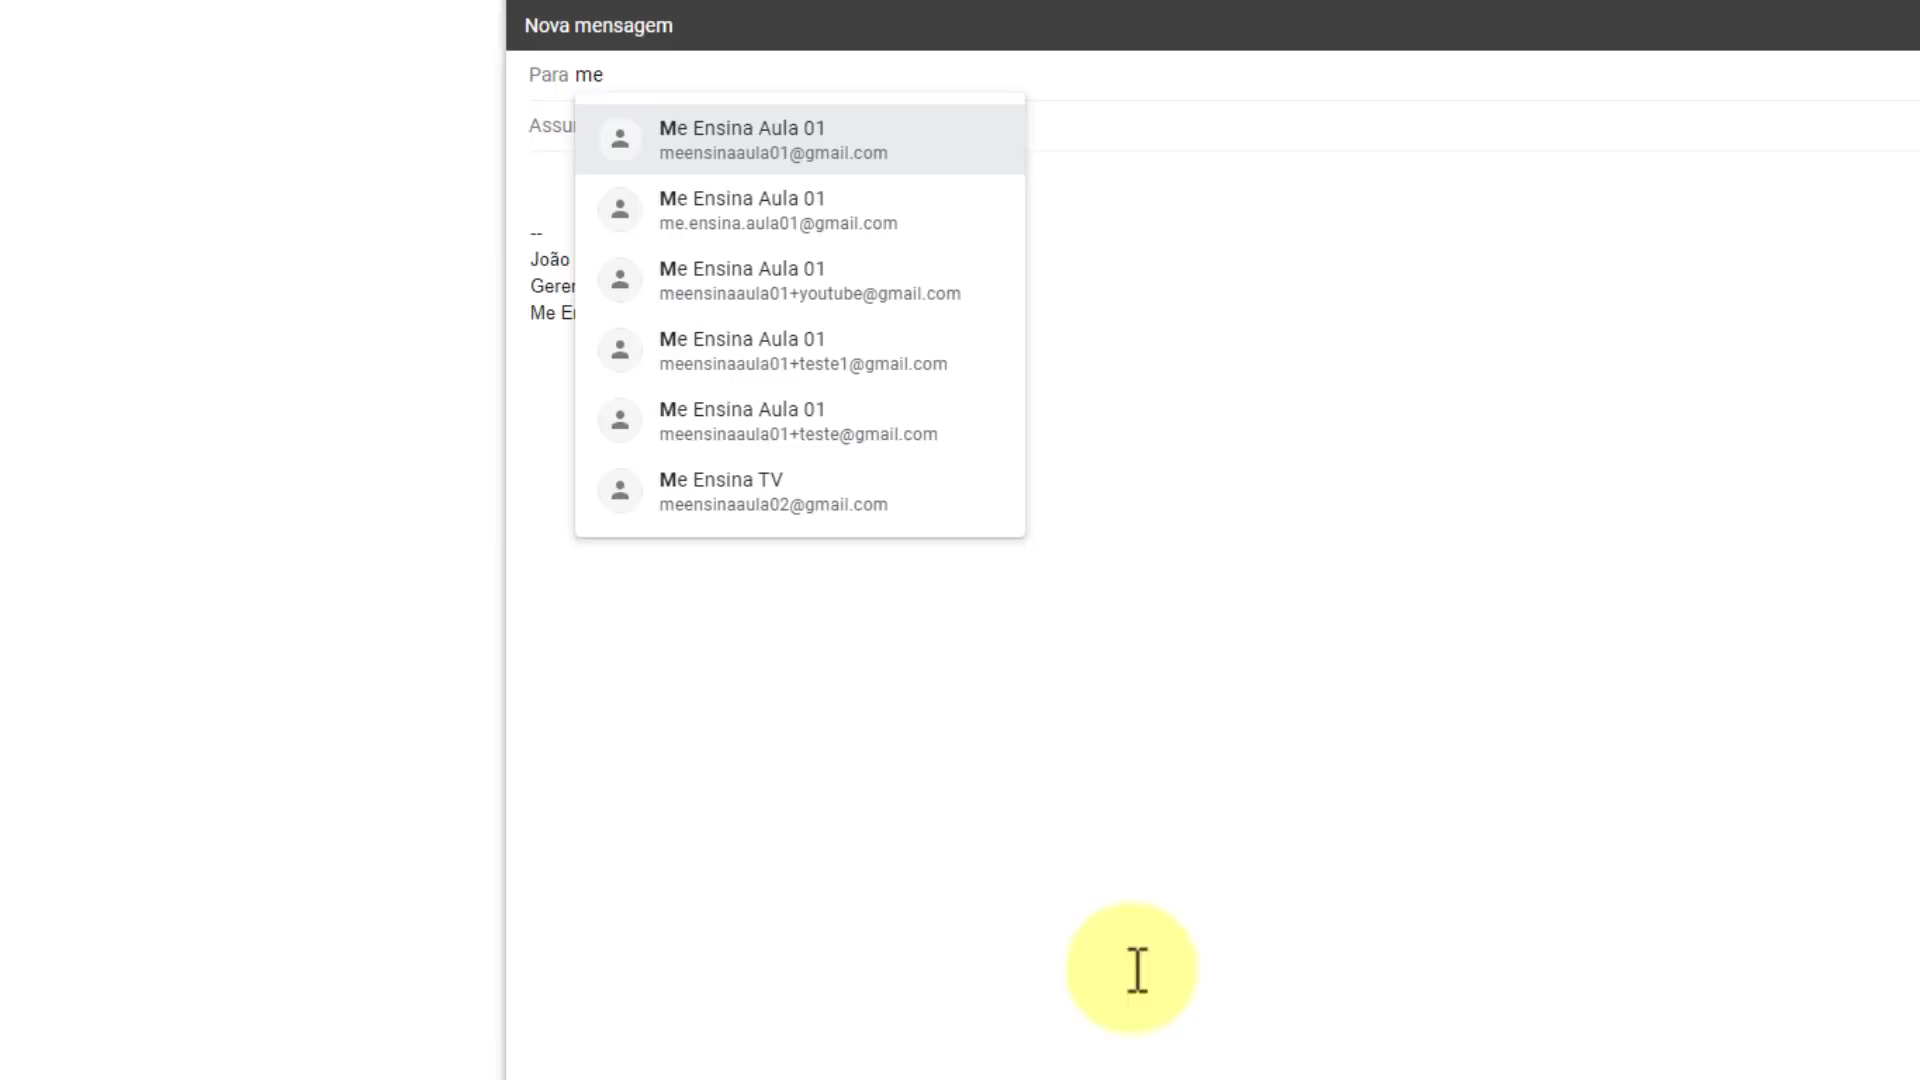 Nova mensagem
Para me
Assu
Me Ensina Aula 01
meensinaaula01@gmail.com
Me Ensina Aula 01
me.ensina.aula01@gmail.com
--
João
Me Ensina Aula 01
meensinaaula01+youtube@gmail.com
Geren
Me En
Me Ensina Aula 01
meensinaaula01+teste1@gmail.com
Me Ensina Aula 01
meensinaaula01+teste@gmail.com
Me Ensina TV
meensinaaula02@gmail.com